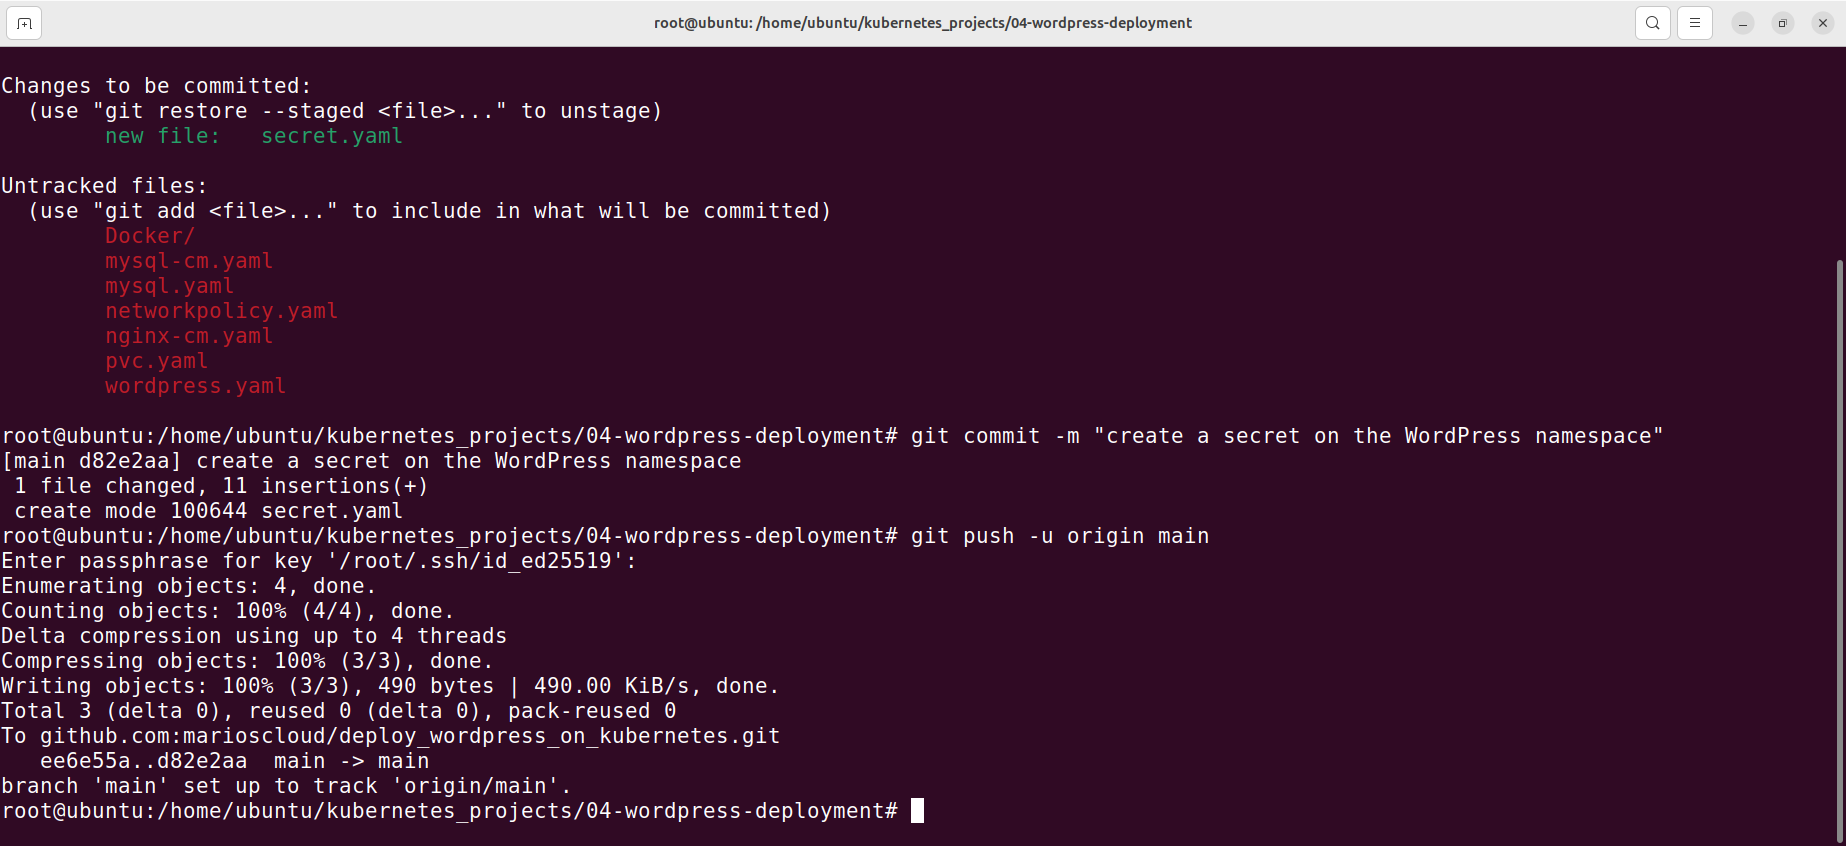 root@ubuntu: /home/ubuntu/kubernetes_projects/04-wordpress-deployment
Changes to be committed:
  (use "git restore --staged <file>..." to unstage)
        new file:   secret.yaml

Untracked files:
  (use "git add <file>..." to include in what will be committed)
        Docker/
        mysql-cm.yaml
        mysql.yaml
        networkpolicy.yaml
        nginx-cm.yaml
        pvc.yaml
        wordpress.yaml

root@ubuntu:/home/ubuntu/kubernetes_projects/04-wordpress-deployment# git commit -m "create a secret on the WordPress namespace"
[main d82e2aa] create a secret on the WordPress namespace
 1 file changed, 11 insertions(+)
 create mode 100644 secret.yaml
root@ubuntu:/home/ubuntu/kubernetes_projects/04-wordpress-deployment# git push -u origin main
Enter passphrase for key '/root/.ssh/id_ed25519':
Enumerating objects: 4, done.
Counting objects: 100% (4/4), done.
Delta compression using up to 4 threads
Compressing objects: 100% (3/3), done.
Writing objects: 100% (3/3), 490 bytes | 490.00 KiB/s, done.
Total 3 (delta 0), reused 0 (delta 0), pack-reused 0
To github.com:marioscloud/deploy_wordpress_on_kubernetes.git
   ee6e55a..d82e2aa  main -> main
branch 'main' set up to track 'origin/main'.
root@ubuntu:/home/ubuntu/kubernetes_projects/04-wordpress-deployment#